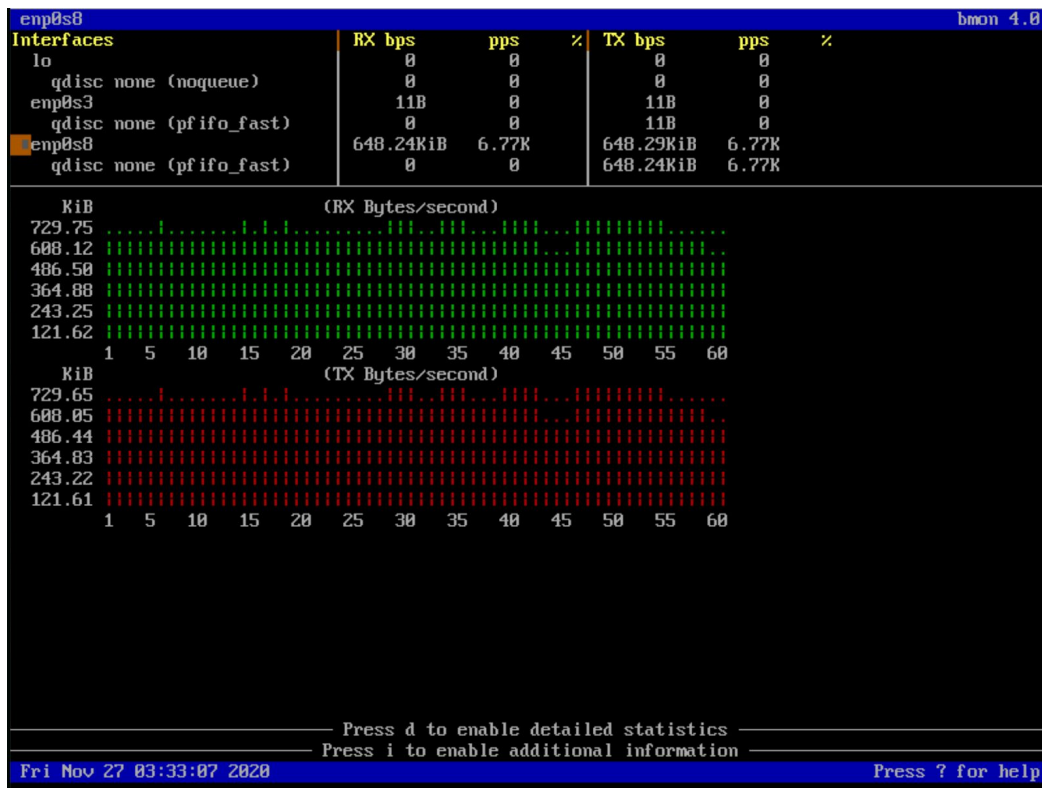 enp0s8 bmon 4.0
Interfaces RX bps pps % TX bps pps %
lo 0 0 0 0
qdisc none (noqueue) 0 0 0 0
enp0s3 11B 0 11B 0
qdisc none (pfifo_fast) 0 0 11B 0
enp0s8 648.24KiB 6.77K 648.29KiB 6.77K
qdisc none (pfifo_fast) 0 0 648.24KiB 6.77K
KiB (RX Bytes/second)
729.75
608.12
486.50
364.88
243.25
121.62
1 5 10 15 20 25 30 35 40 45 50 55 60
KiB (TX Bytes/second)
729.65
608.05
486.44
364.83
243.22
121.61
1 5 10 15 20 25 30 35 40 45 50 55 60
Press d to enable detailed statistics
Press i to enable additional information
Fri Nov 27 03:33:07 2020 Press ? for help